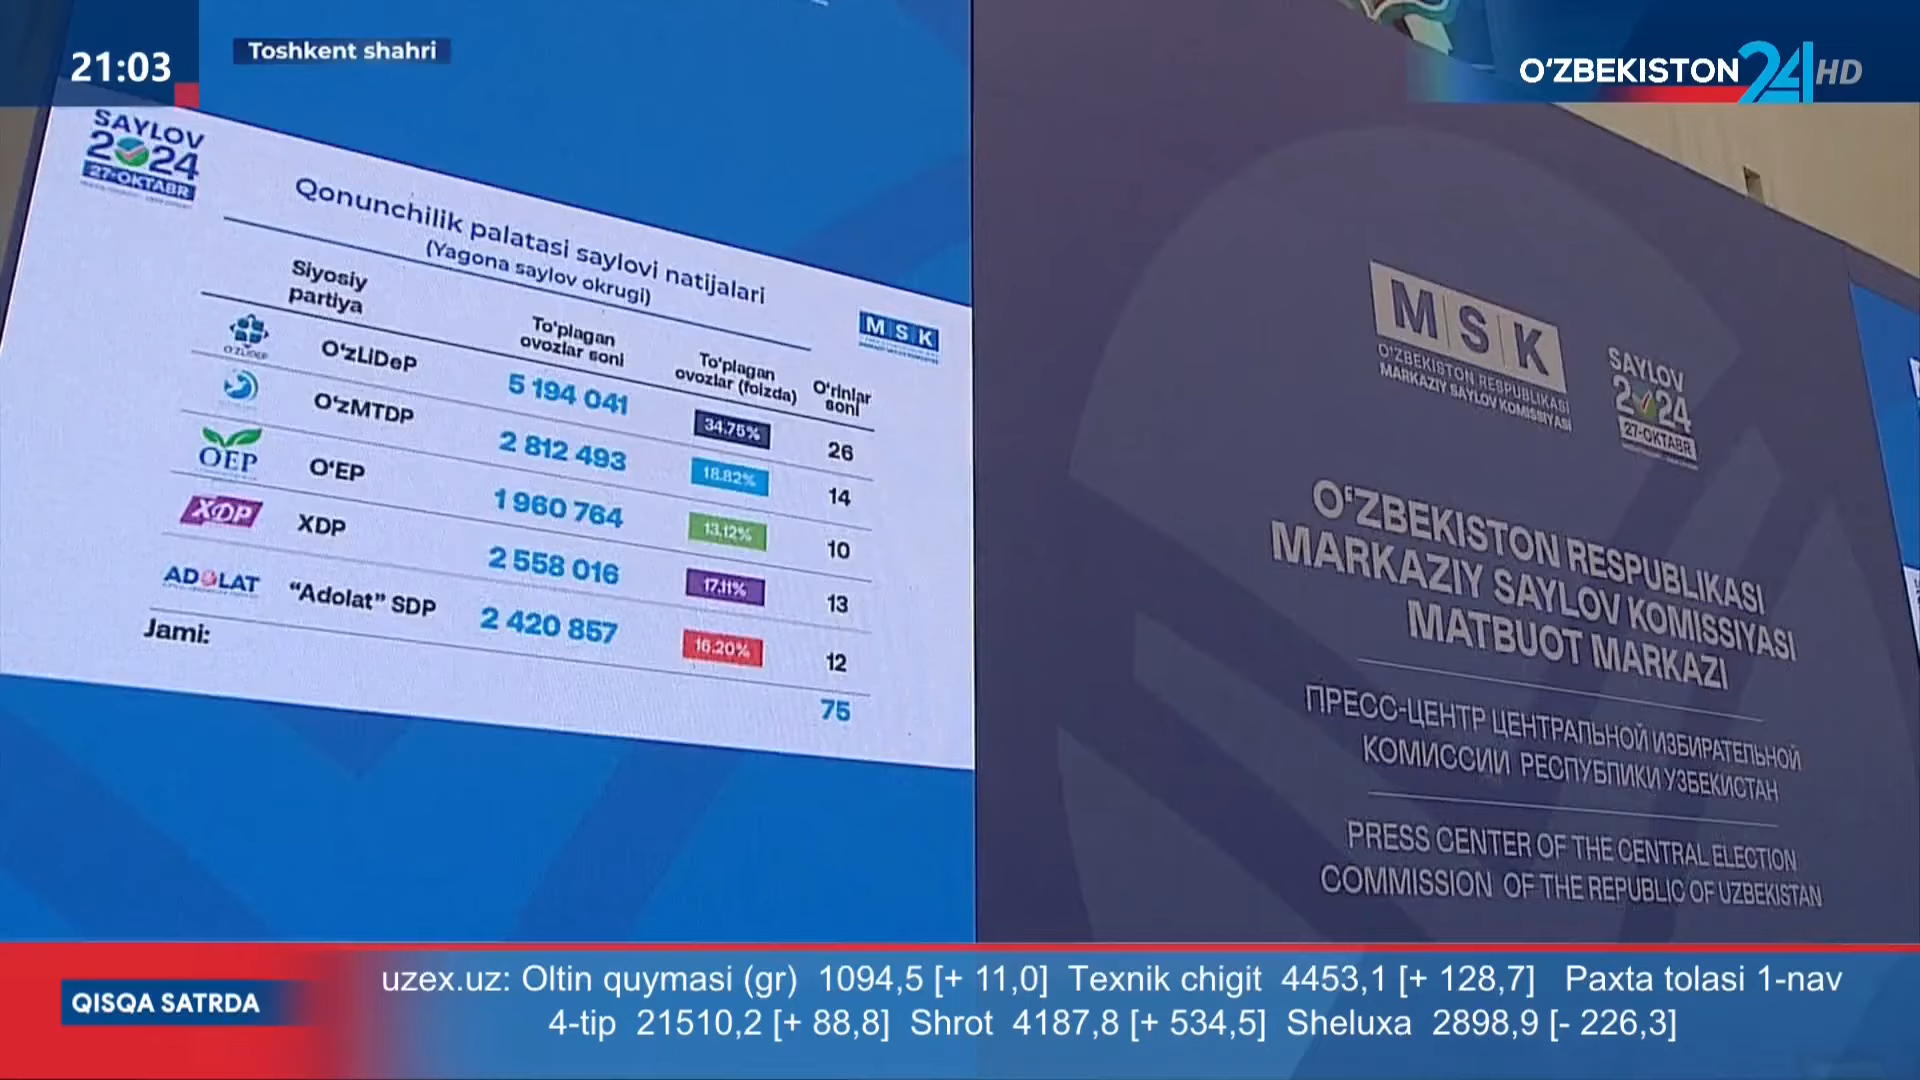 21:03
Toshkent shahri
O‘ZBEKISTON 24 HD
SAYLOV
2024
27-OKTABR
Qonunchilik palatasi saylovi natijalari
(Yagona saylov okrugi)
MSK
Siyosiy
partiya
To‘plagan
ovozlar soni
To‘plagan
ovozlar (foizda)
O‘rinlar
soni
O‘ZLIDEP O‘zLiDeP 5 194 041 34.75% 26
O‘zMTDP 2 812 493 18.82% 14
OEP O‘EP 1 960 764 13.12% 10
XDP XDP 2 558 016 17.11% 13
ADOLAT “Adolat” SDP 2 420 857 16.20% 12
Jami: 75
MSK
O‘ZBEKISTON RESPUBLIKASI
MARKAZIY SAYLOV KOMISSIYASI
SAYLOV
2024
27-OKTABR
O‘ZBEKISTON RESPUBLIKASI
MARKAZIY SAYLOV KOMISSIYASI
MATBUOT MARKAZI
ПРЕСС-ЦЕНТР ЦЕНТРАЛЬНОЙ ИЗБИРАТЕЛЬНОЙ
КОМИССИИ РЕСПУБЛИКИ УЗБЕКИСТАН
PRESS CENTER OF THE CENTRAL ELECTION
COMMISSION OF THE REPUBLIC OF UZBEKISTAN
QISQA SATRDA
uzex.uz: Oltin quymasi (gr) 1094,5 [+ 11,0] Texnik chigit 4453,1 [+ 128,7] Paxta tolasi 1-nav
4-tip 21510,2 [+ 88,8] Shrot 4187,8 [+ 534,5] Sheluxa 2898,9 [- 226,3]